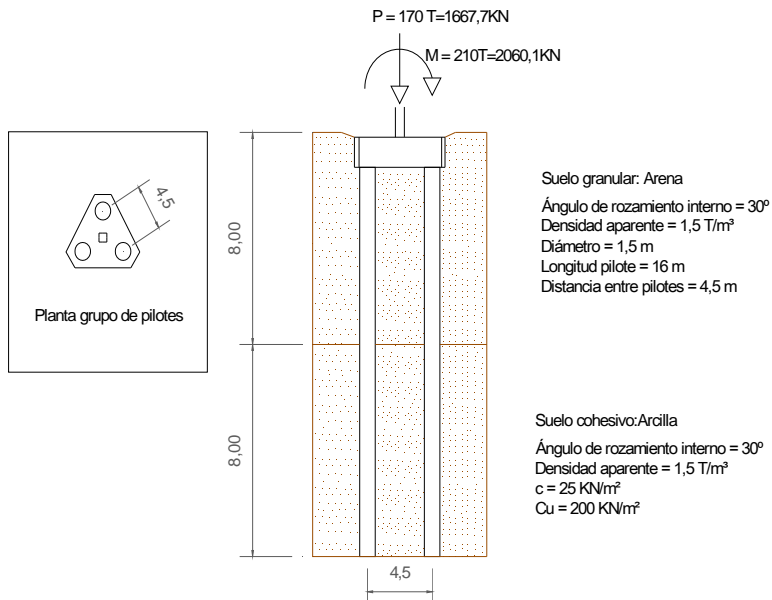 P = 170 T=1667,7KN
M = 210T=2060,1KN
4,5
Planta grupo de pilotes
8,00
8,00
4,5
Suelo granular: Arena
Ángulo de rozamiento interno = 30º
Densidad aparente = 1,5 T/m³
Diámetro = 1,5 m
Longitud pilote = 16 m
Distancia entre pilotes = 4,5 m
Suelo cohesivo:Arcilla
Ángulo de rozamiento interno = 30º
Densidad aparente = 1,5 T/m³
c = 25 KN/m²
Cu = 200 KN/m²